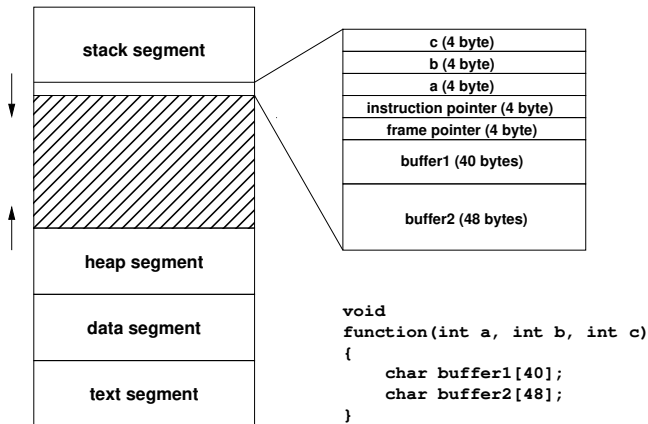 stack segment
heap segment
data segment
text segment
c (4 byte)
b (4 byte)
a (4 byte)
instruction pointer (4 byte)
frame pointer (4 byte)
buffer1 (40 bytes)
buffer2 (48 bytes)
void
function(int a, int b, int c)
{
    char buffer1[40];
    char buffer2[48];
}